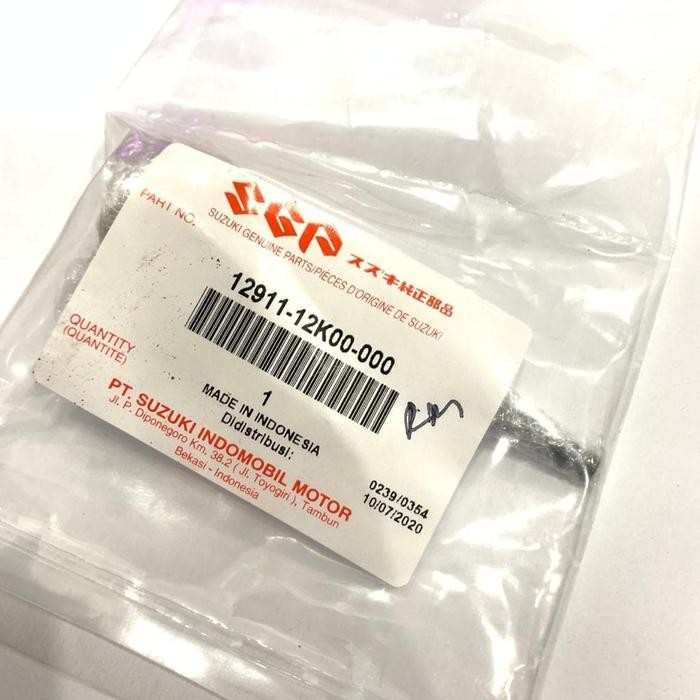 SGP
スズキ純正部品
PART NO.
SUZUKI GENUINE PARTS/PIÈCES D'ORIGINE DE SUZUKI
12911-12K00-000
QUANTITY
(QUANTITÉ)
1
MADE IN INDONESIA
Didistribusi:
PT. SUZUKI INDOMOBIL MOTOR
Jl. P. Diponegoro Km. 38.2 ( Jl. Toyogiri ), Tambun
Bekasi - Indonesia
0239/0354
10/07/2020